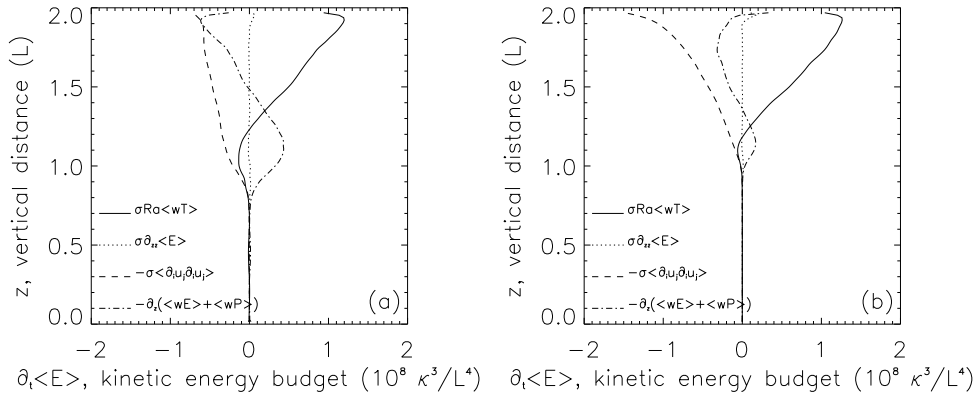 z, vertical distance (L)
2.0
1.5
1.0
0.5
0.0
σRa<wT>
σ∂zz<E>
−σ<∂iuj∂iuj>
−∂z(<wE>+<wP>)
(a)
−2 −1 0 1 2
∂t<E>, kinetic energy budget (10⁸ κ³/L⁴)
z, vertical distance (L)
2.0
1.5
1.0
0.5
0.0
σRa<wT>
σ∂zz<E>
−σ<∂iuj∂iuj>
−∂z(<wE>+<wP>)
(b)
−2 −1 0 1 2
∂t<E>, kinetic energy budget (10⁸ κ³/L⁴)